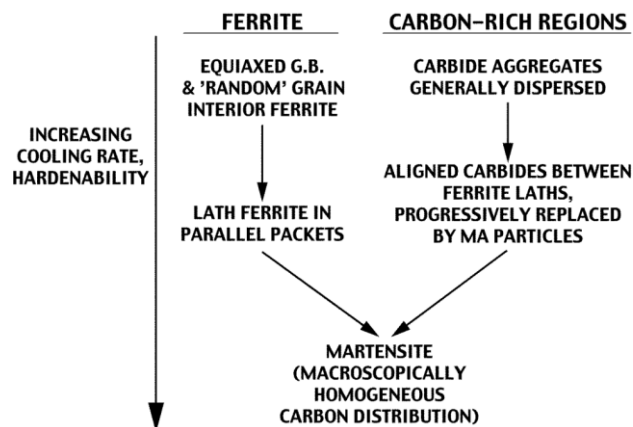 FERRITE
CARBON-RICH REGIONS
EQUIAXED G.B.
& 'RANDOM' GRAIN
INTERIOR FERRITE
CARBIDE AGGREGATES
GENERALLY DISPERSED
INCREASING
COOLING RATE,
HARDENABILITY
LATH FERRITE IN
PARALLEL PACKETS
ALIGNED CARBIDES BETWEEN
FERRITE LATHS,
PROGRESSIVELY REPLACED
BY MA PARTICLES
MARTENSITE
(MACROSCOPICALLY
HOMOGENEOUS
CARBON DISTRIBUTION)